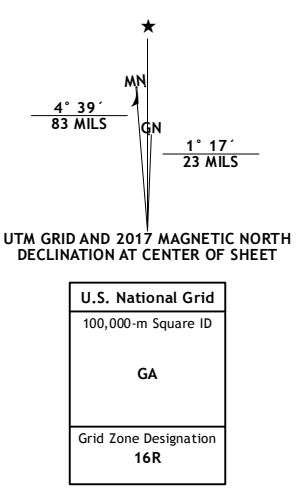 ★
MN
4° 39´
83 MILS
GN
1° 17´
23 MILS
UTM GRID AND 2017 MAGNETIC NORTH
DECLINATION AT CENTER OF SHEET
U.S. National Grid
100,000-m Square ID
GA
Grid Zone Designation
16R